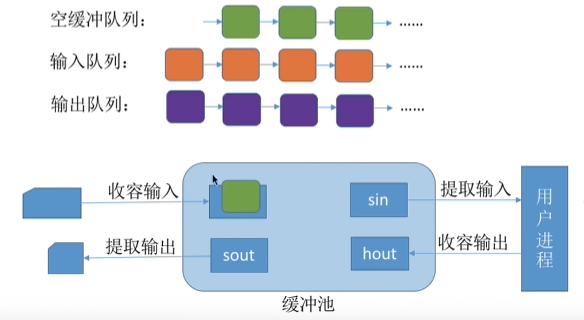 空缓冲队列：
……
输入队列：
……
输出队列：
……
收容输入
提取输入
sin
用户进程
提取输出
收容输出
sout
hout
缓冲池